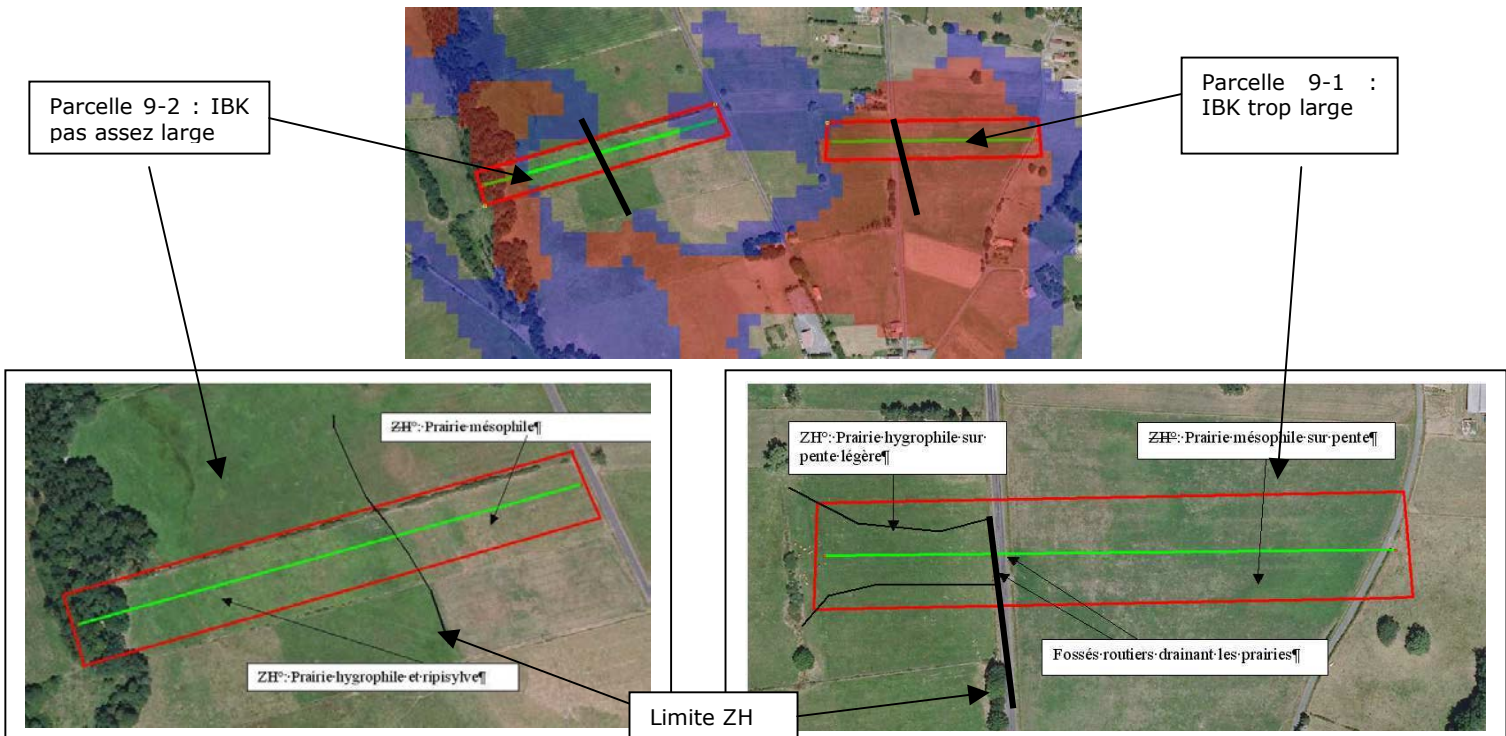 Parcelle 9-2 : IBK
pas assez large
Parcelle 9-1 :
IBK trop large
ZH°:·Prairie·mésophile¶
ZH°:·Prairie·hygrophile·et·ripisylve¶
ZH°:·Prairie·hygrophile·sur·
pente·légère¶
ZH°:·Prairie·mésophile·sur·pente¶
Fossés·routiers·drainant·les·prairies¶
Limite ZH